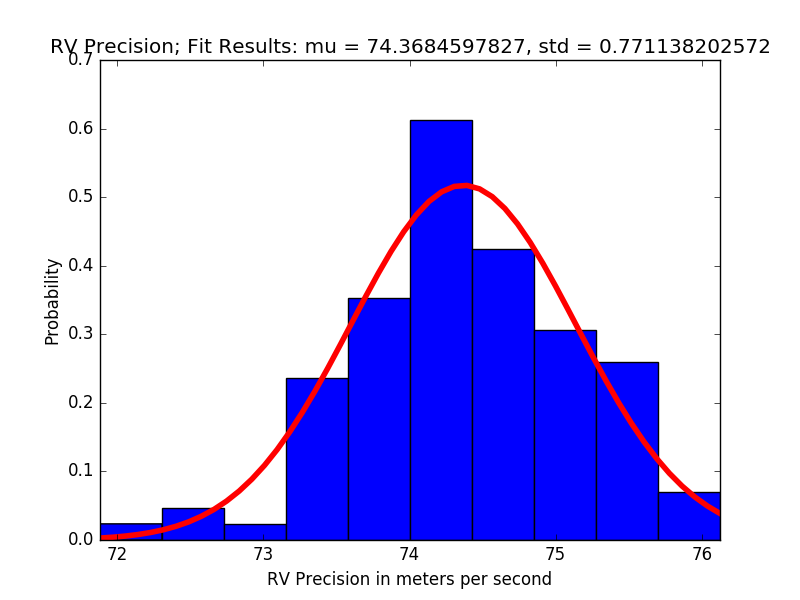 RV Precision; Fit Results: mu = 74.3684597827, std = 0.771138202572
0.7
0.6
0.5
0.4
0.3
0.2
0.1
0.0
Probability
72 73 74 75 76
RV Precision in meters per second